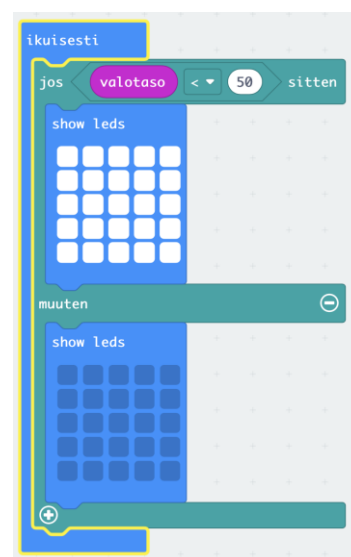 ikuisesti
jos valotaso < 50 sitten
show leds
muuten
show leds